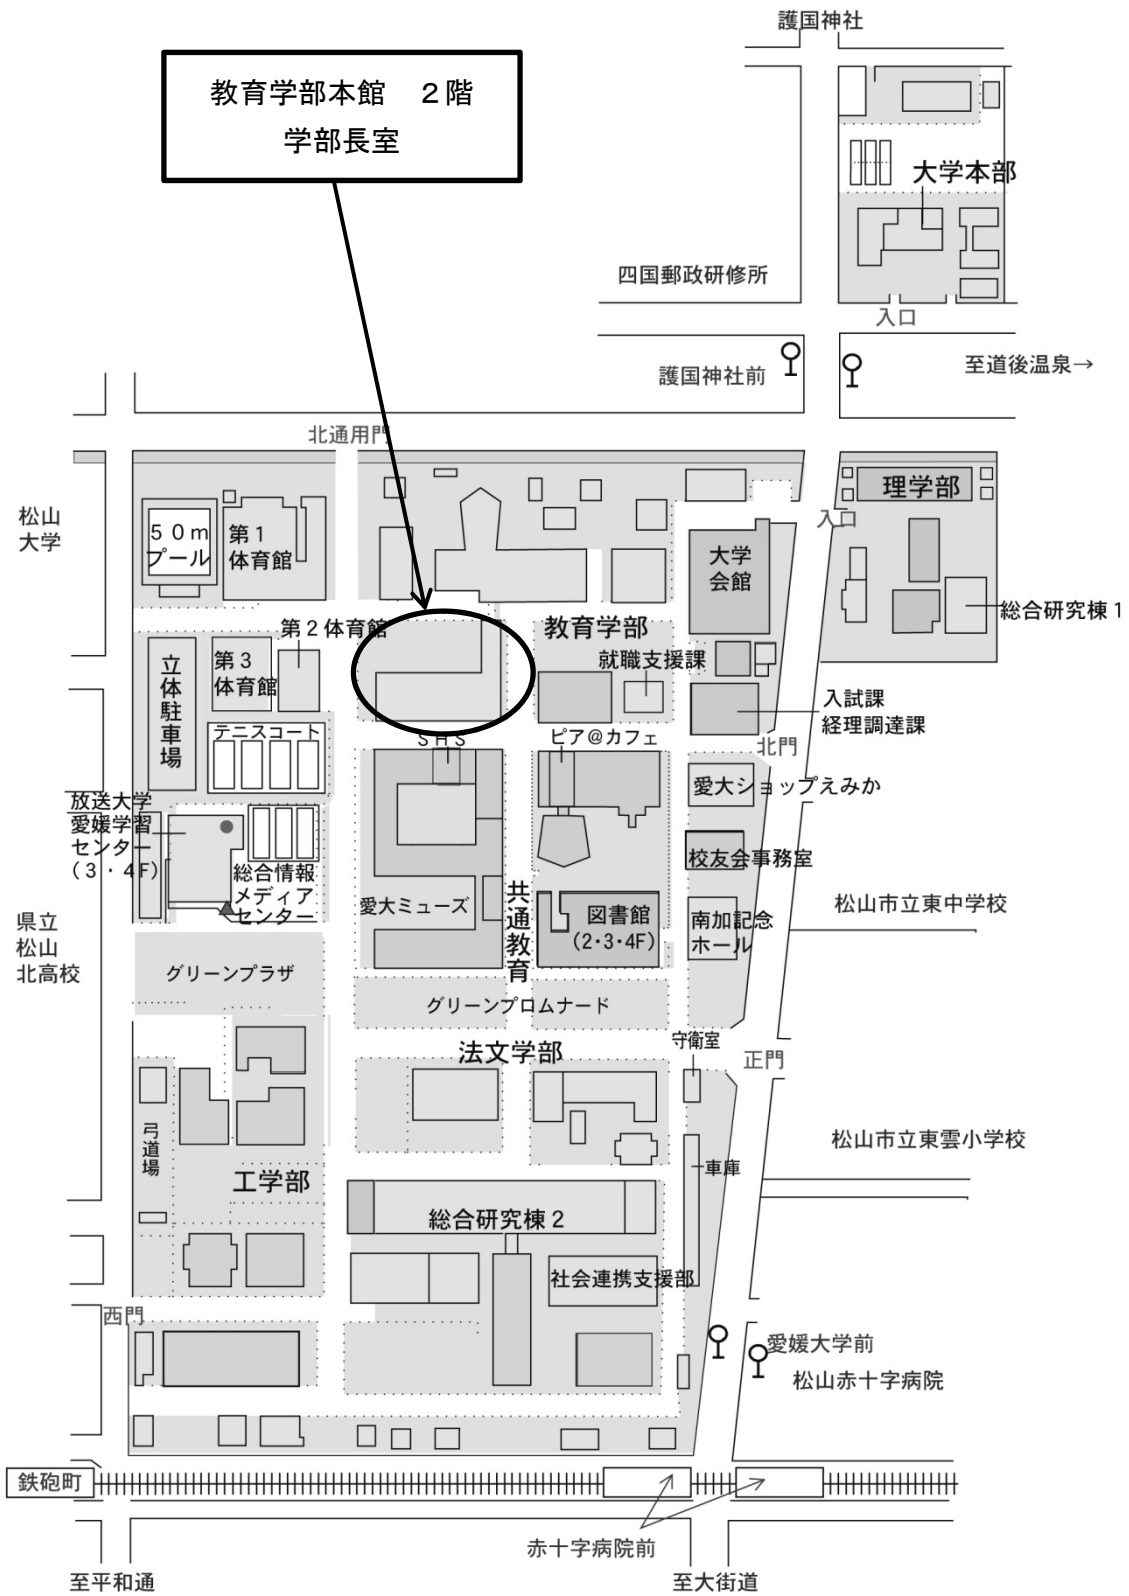 護国神社
教育学部本館　２階
学部長室
大学本部
四国郵政研修所
入口
護国神社前
至道後温泉→
北通用門
松山
大学
５０ｍ
プール
第１
体育館
大学
会館
理学部
入口
総合研究棟１
第２体育館
教育学部
就職支援課
立体駐車場
第３
体育館
入試課
経理調達課
テニスコート
ＳＨＳ
ピア＠カフェ
北門
愛大ショップえみか
放送大学
愛媛学習
センター
（３・４F）
総合情報
メディア
センター
校友会事務室
愛大ミューズ
共通教育
図書館
（２・３・４F）
南加記念
ホール
松山市立東中学校
県立
松山
北高校
グリーンプラザ
グリーンプロムナード
法文学部
守衛室
正門
弓道場
松山市立東雲小学校
車庫
工学部
総合研究棟２
社会連携支援部
西門
愛媛大学前
松山赤十字病院
鉄砲町
赤十字病院前
至平和通
至大街道